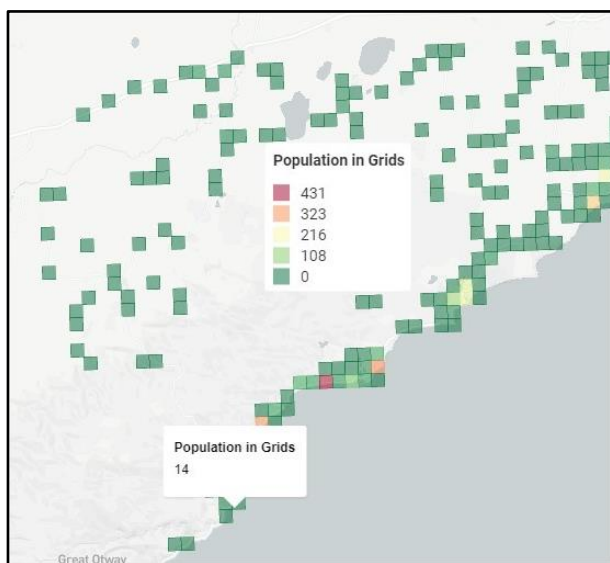 Population in Grids
431
323
216
108
0
Population in Grids
14
Great Otway